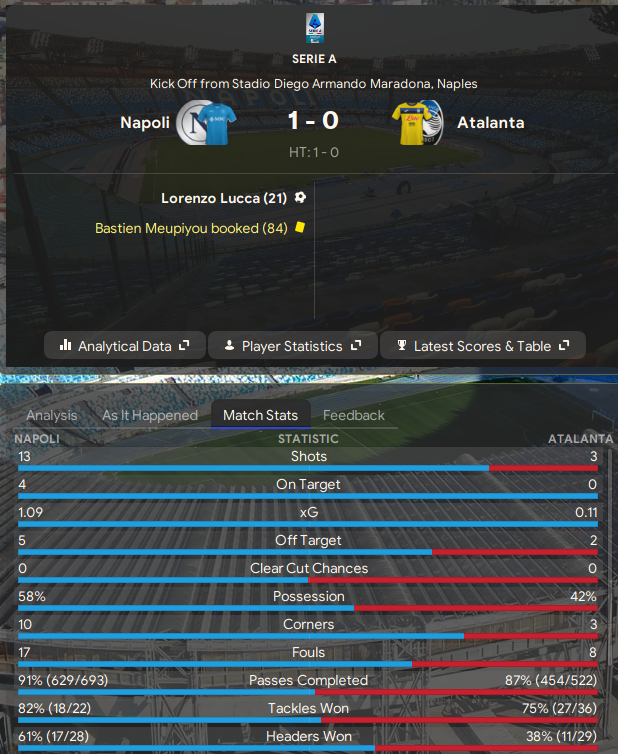 SERIE A
Kick Off from Stadio Diego Armando Maradona, Naples
Napoli 1 - 0 Atalanta
HT: 1 - 0
Lorenzo Lucca (21)
Bastien Meupiyou booked (84)
Analytical Data Player Statistics Latest Scores & Table
Analysis As It Happened Match Stats Feedback
NAPOLI STATISTIC ATALANTA
13 Shots 3
4 On Target 0
1.09 xG 0.11
5 Off Target 2
0 Clear Cut Chances 0
58% Possession 42%
10 Corners 3
17 Fouls 8
91% (629/693) Passes Completed 87% (454/522)
82% (18/22) Tackles Won 75% (27/36)
61% (17/28) Headers Won 38% (11/29)